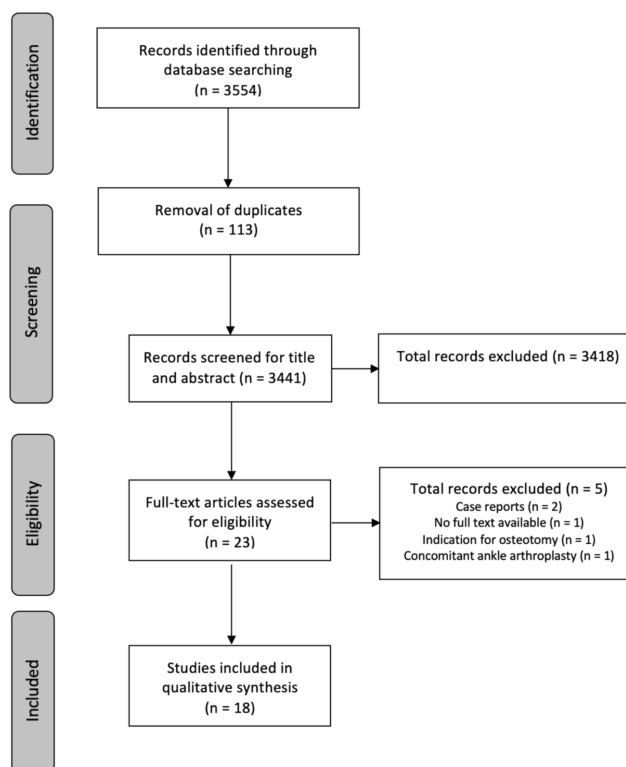 Identification
Records identified through
database searching
(n = 3554)
Removal of duplicates
(n = 113)
Screening
Records screened for title
and abstract (n = 3441)
Total records excluded (n = 3418)
Eligibility
Full-text articles assessed
for eligibility
(n = 23)
Total records excluded (n = 5)
Case reports (n = 2)
No full text available (n = 1)
Indication for osteotomy (n = 1)
Concomitant ankle arthroplasty (n = 1)
Included
Studies included in
qualitative synthesis
(n = 18)